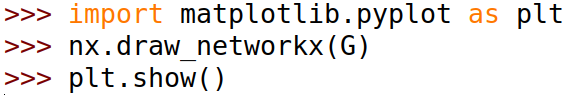 >>> import matplotlib.pyplot as plt
>>> nx.draw_networkx(G)
>>> plt.show()